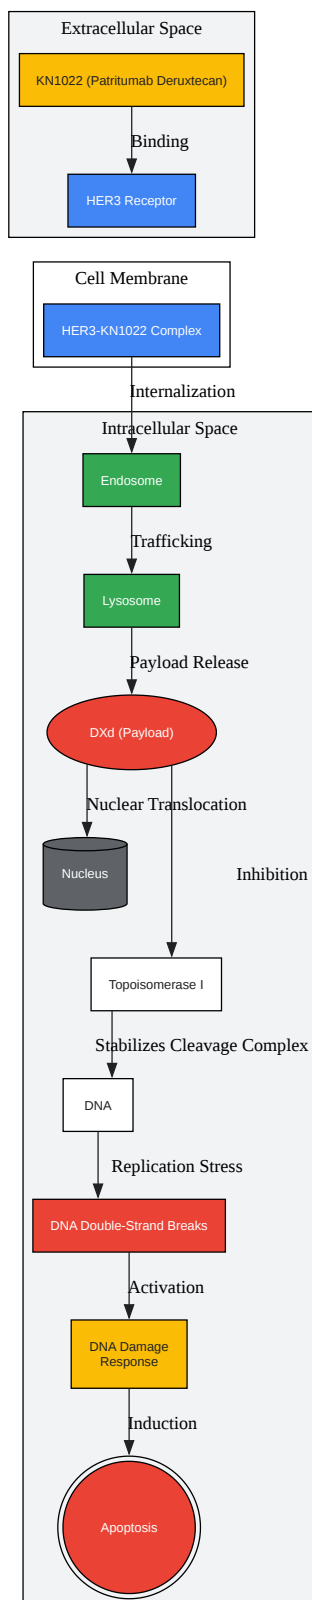 Extracellular Space
KN1022 (Patritumab Deruxtecan)
Binding
HER3 Receptor
Cell Membrane
HER3-KN1022 Complex
Internalization
Intracellular Space
Endosome
Trafficking
Lysosome
Payload Release
DXd (Payload)
Nuclear Translocation
Nucleus
Inhibition
Topoisomerase I
Stabilizes Cleavage Complex
DNA
Replication Stress
DNA Double-Strand Breaks
Activation
DNA Damage
Response
Induction
Apoptosis